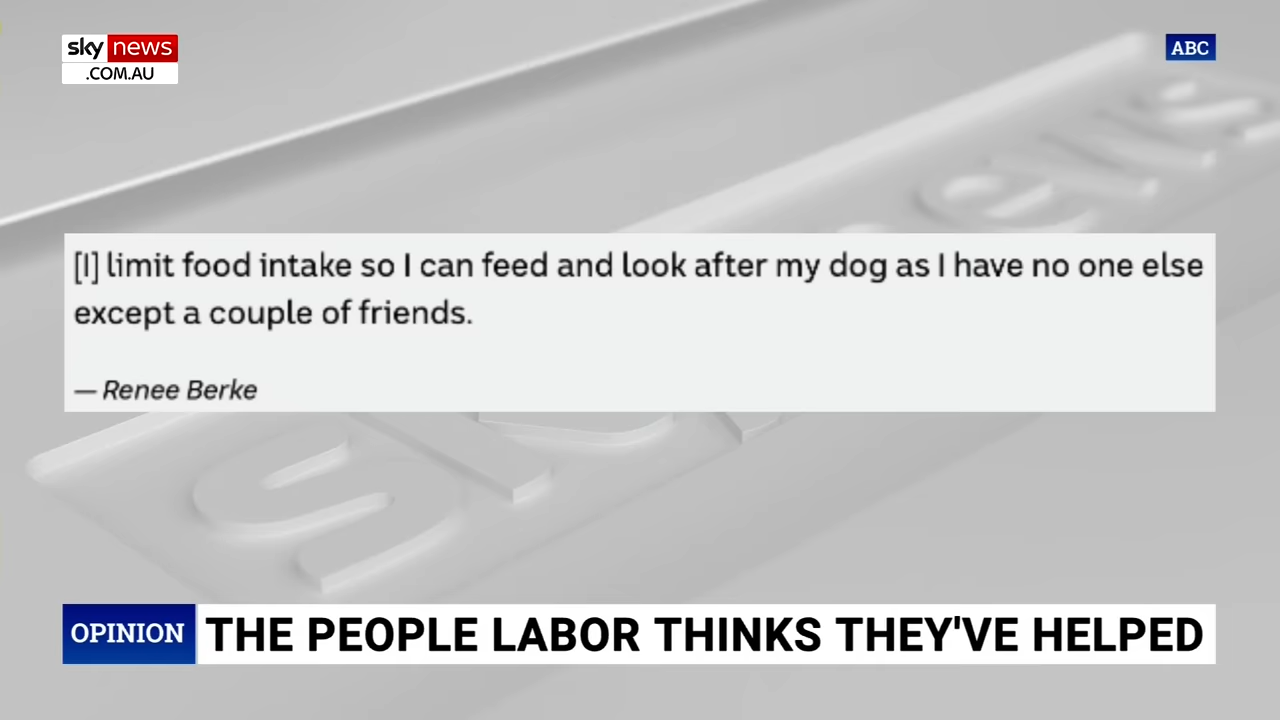 sky news
.COM.AU
ABC
[I] limit food intake so I can feed and look after my dog as I have no one else
except a couple of friends.
— Renee Berke
OPINION THE PEOPLE LABOR THINKS THEY'VE HELPED